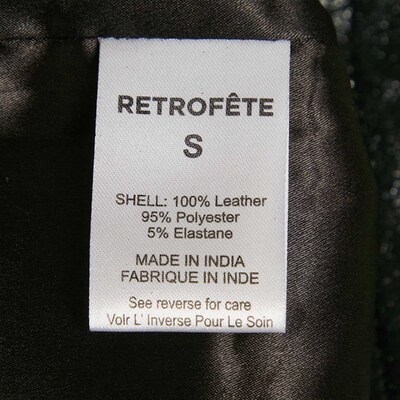 RETROFÊTE
S
SHELL: 100% Leather
95% Polyester
5% Elastane
MADE IN INDIA
FABRIQUE IN INDE
See reverse for care
Voir L' Inverse Pour Le Soin